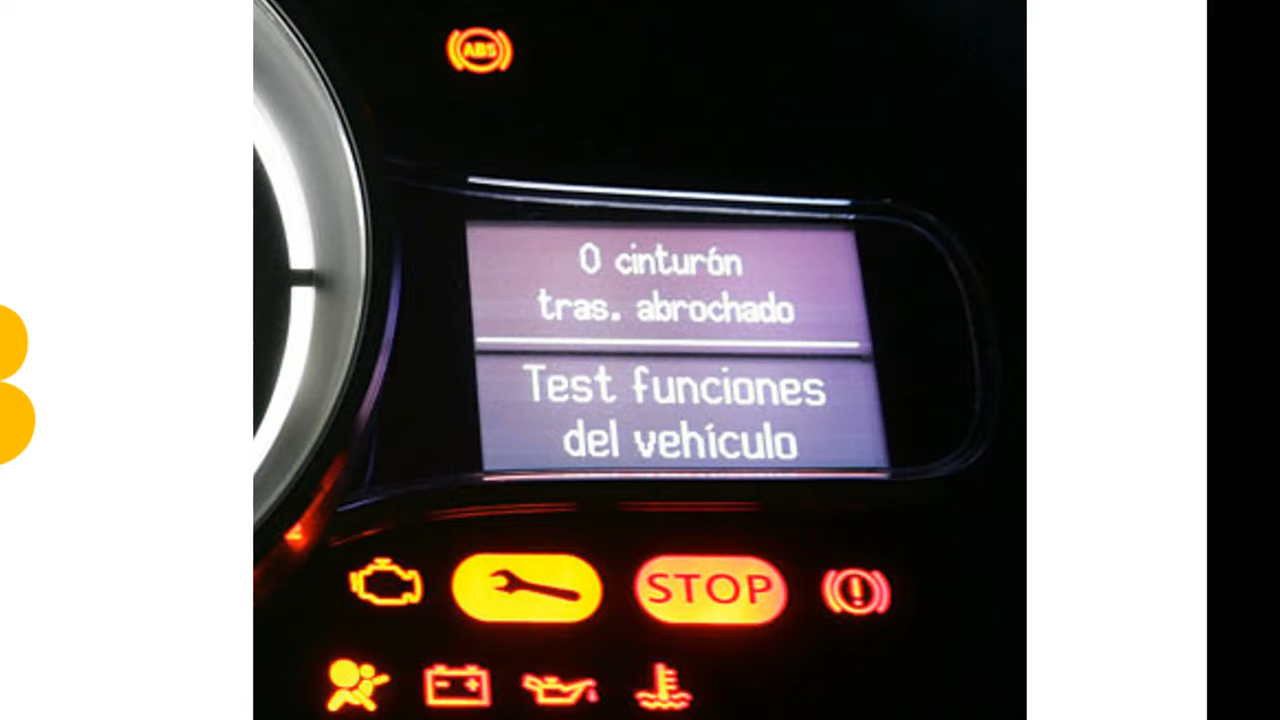 ABS
0 cinturón
tras. abrochado
Test funciones
del vehículo
STOP